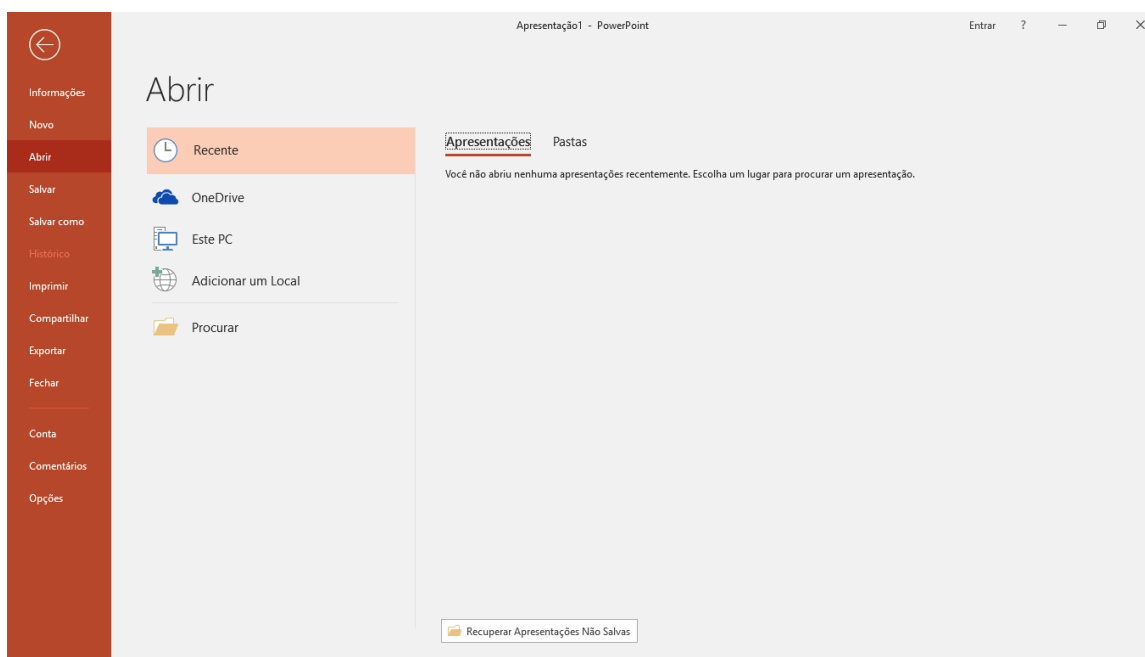 Apresentação1 - PowerPoint
Entrar ?
Informações
Novo
Abrir
Salvar
Salvar como
Histórico
Imprimir
Compartilhar
Exportar
Fechar
Conta
Comentários
Opções
Abrir
Recente
OneDrive
Este PC
Adicionar um Local
Procurar
Apresentações Pastas
Você não abriu nenhuma apresentações recentemente. Escolha um lugar para procurar um apresentação.
Recuperar Apresentações Não Salvas